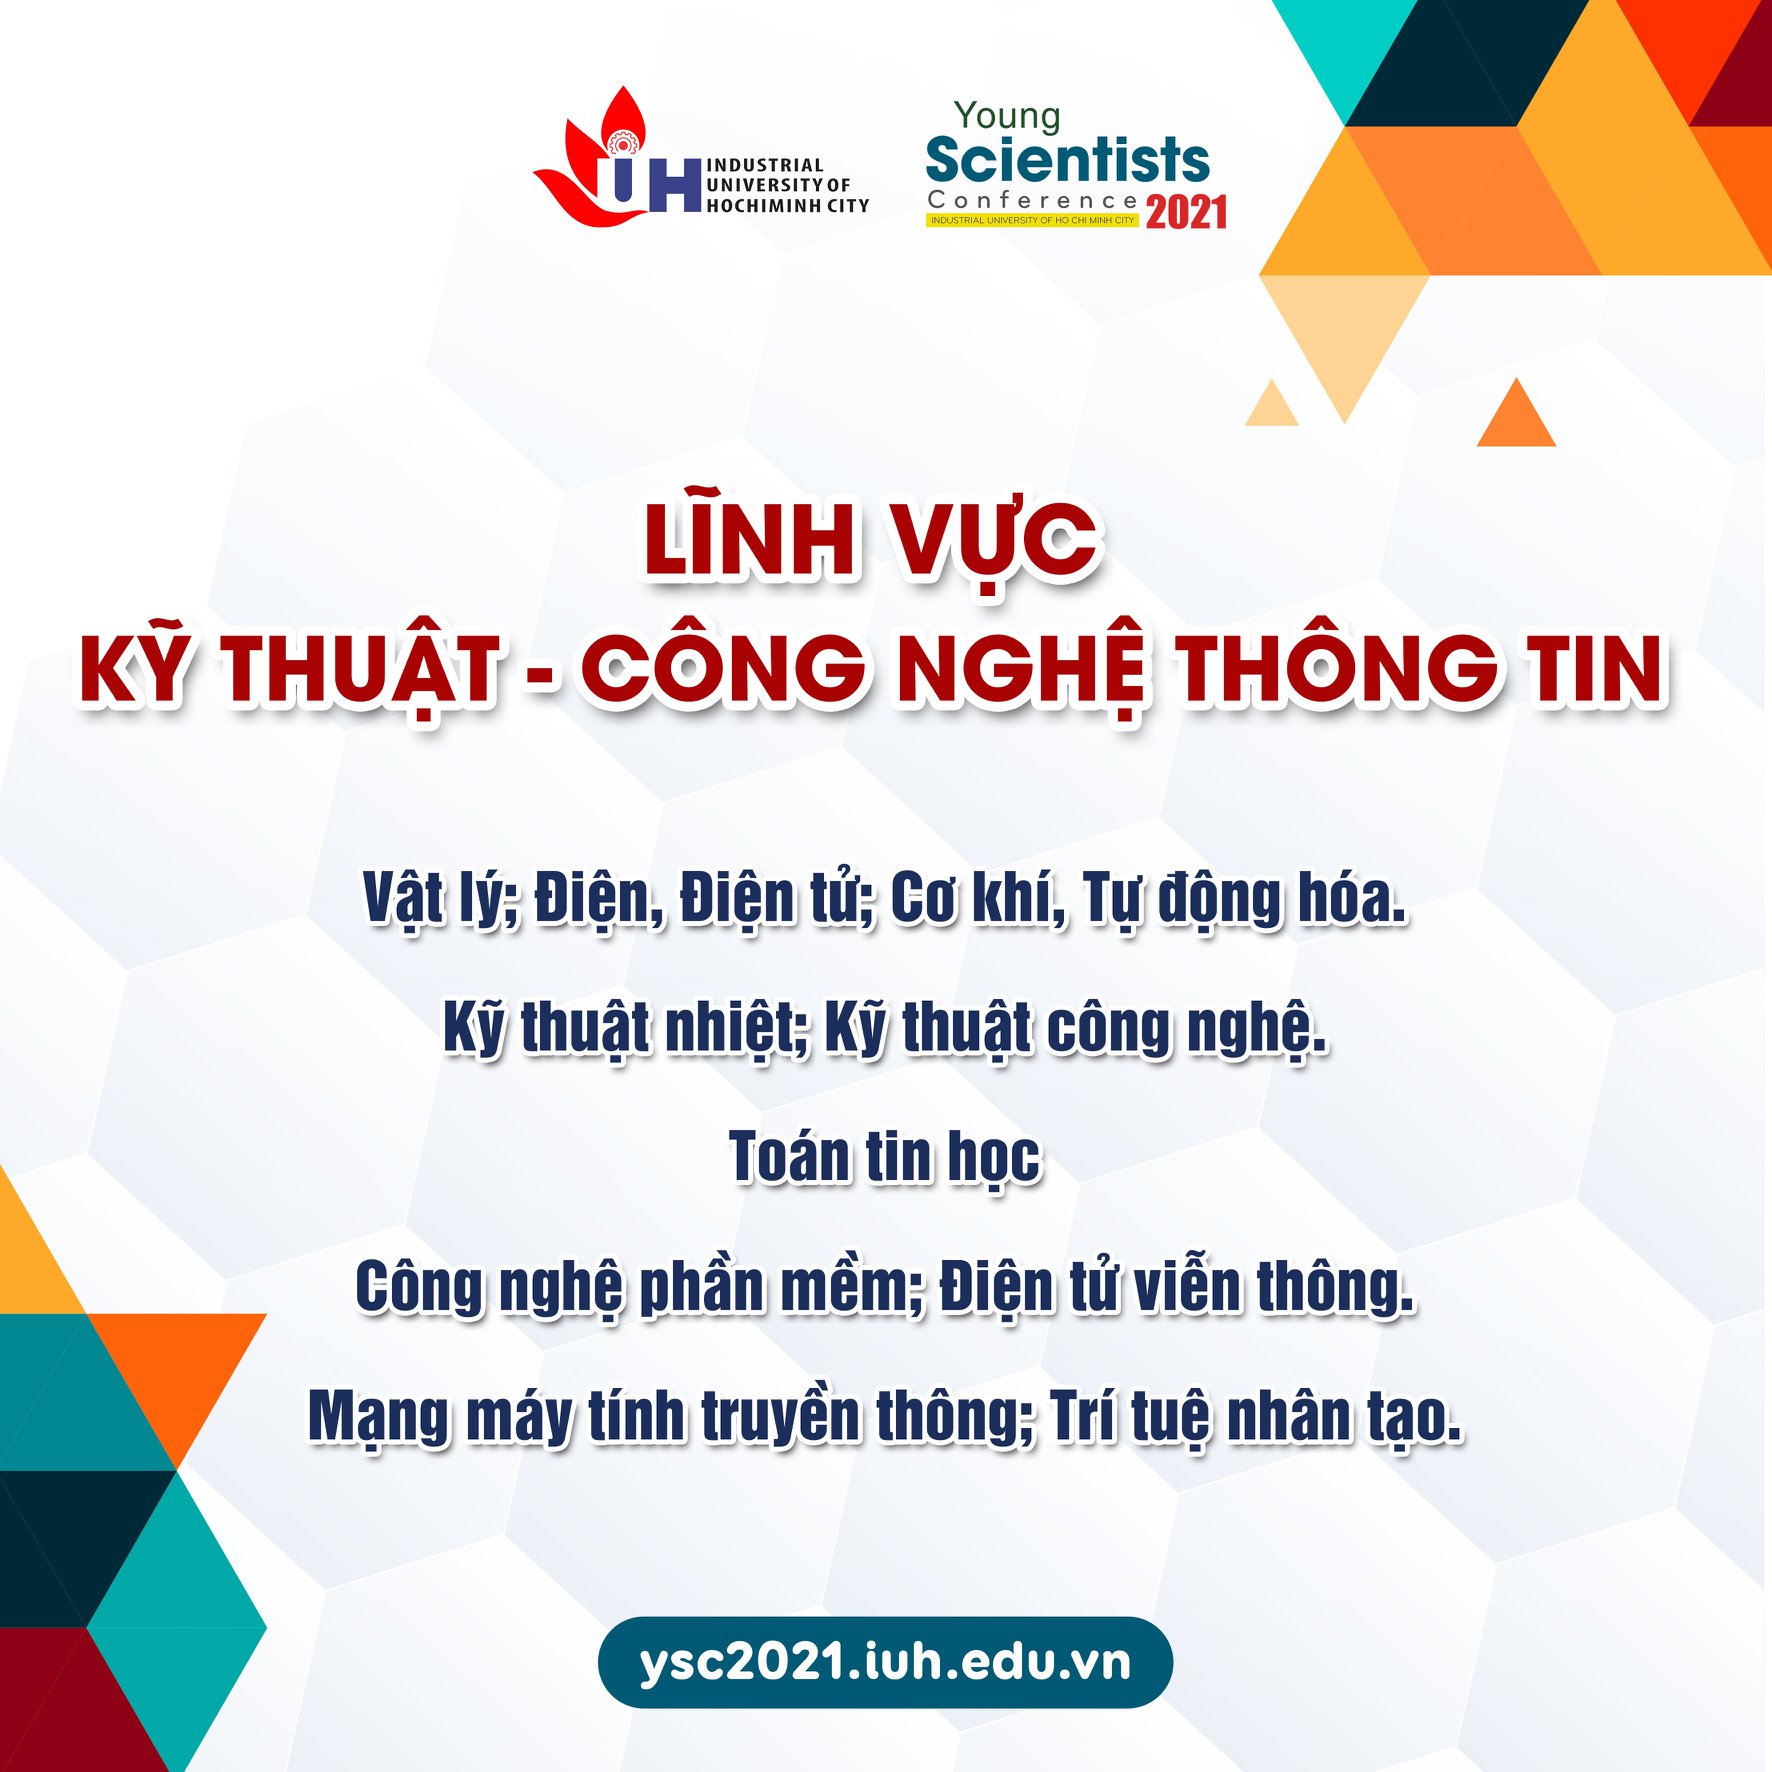 IUH
INDUSTRIAL
UNIVERSITY OF
HOCHIMINH CITY
Young
Scientists
Conference
INDUSTRIAL UNIVERSITY OF HO CHI MINH CITY
2021
LĨNH VỰC
KỸ THUẬT - CÔNG NGHỆ THÔNG TIN
Vật lý; Điện, Điện tử; Cơ khí, Tự động hóa.
Kỹ thuật nhiệt; Kỹ thuật công nghệ.
Toán tin học
Công nghệ phần mềm; Điện tử viễn thông.
Mạng máy tính truyền thông; Trí tuệ nhân tạo.
ysc2021.iuh.edu.vn